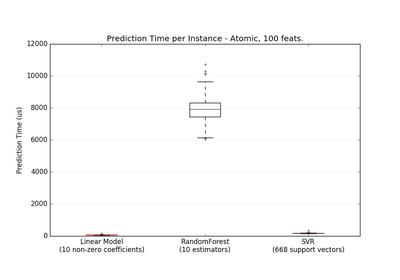 Prediction Time per Instance - Atomic, 100 feats.
12000
10000
8000
6000
4000
2000
0
Prediction Time (us)
Linear Model
(10 non-zero coefficients)
RandomForest
(10 estimators)
SVR
(668 support vectors)